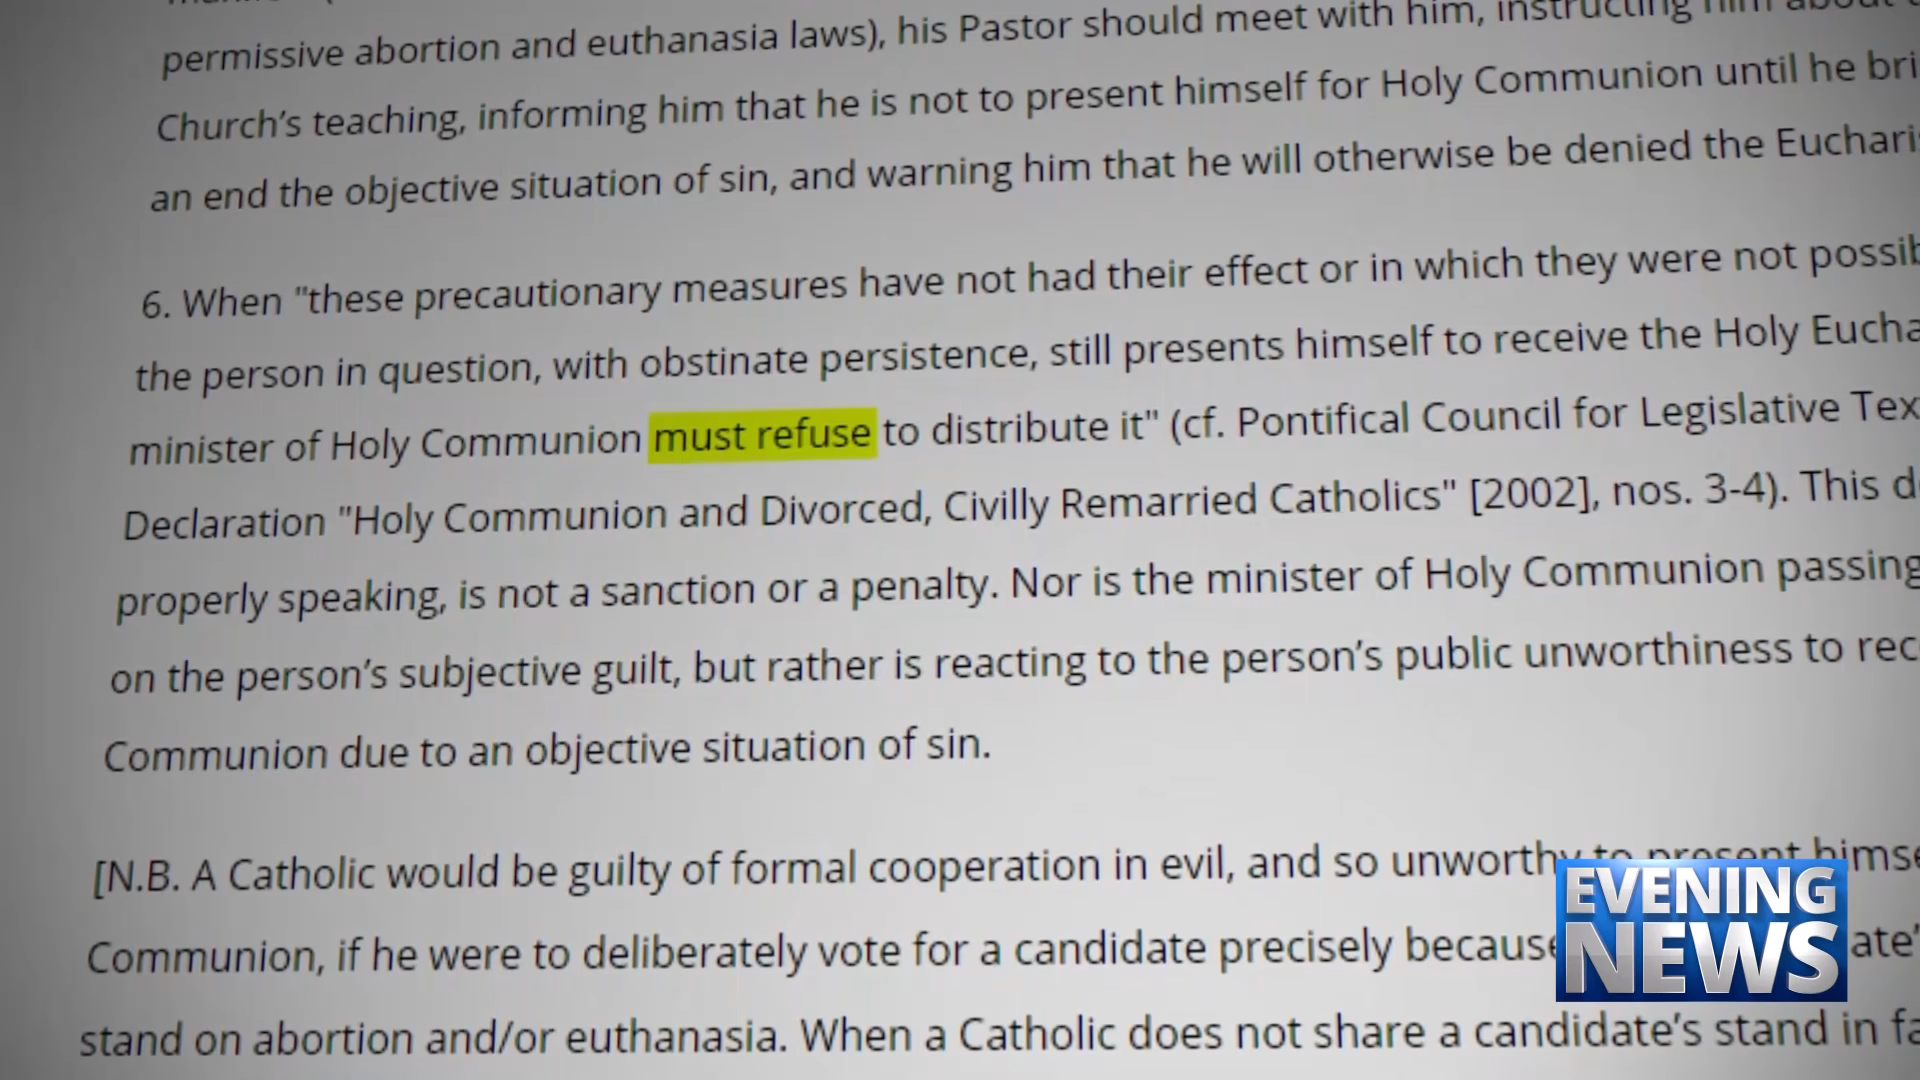 permissive abortion and euthanasia laws), his Pastor should meet with him, instructing him about
Church’s teaching, informing him that he is not to present himself for Holy Communion until he
an end the objective situation of sin, and warning him that he will otherwise be denied the
6. When "these precautionary measures have not had their effect or in which they were not
the person in question, with obstinate persistence, still presents himself to receive the Holy
minister of Holy Communion must refuse to distribute it" (cf. Pontifical Council for Legislative
Declaration "Holy Communion and Divorced, Civilly Remarried Catholics" [2002], nos. 3-4). This
properly speaking, is not a sanction or a penalty. Nor is the minister of Holy Communion passing
on the person’s subjective guilt, but rather is reacting to the person’s public unworthiness to
Communion due to an objective situation of sin.
[N.B. A Catholic would be guilty of formal cooperation in evil, and so unworthy to present
Communion, if he were to deliberately vote for a candidate precisely because
stand on abortion and/or euthanasia. When a Catholic does not share a candidate’s stand in
EVENING
NEWS